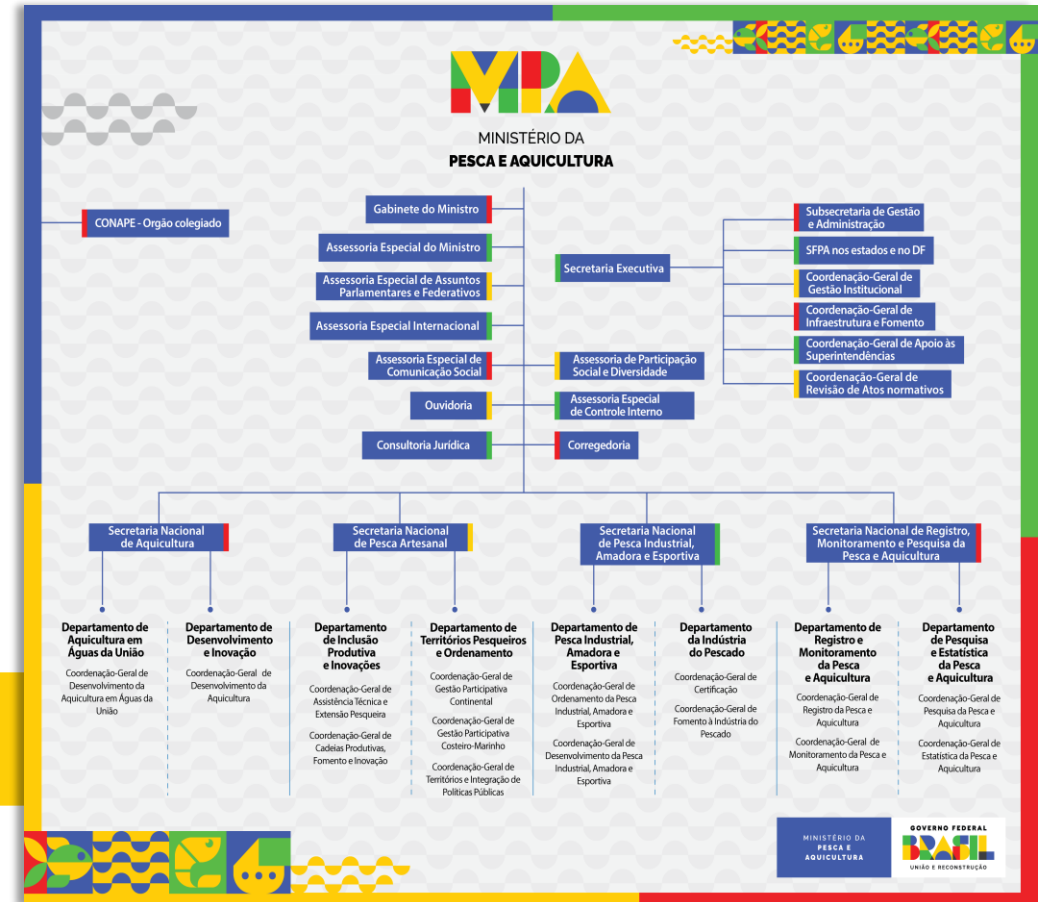 MPA
MINISTÉRIO DA
PESCA E AQUICULTURA
CONAPE - Orgão colegiado
Gabinete do Ministro
Assessoria Especial do Ministro
Assessoria Especial de Assuntos
Parlamentares e Federativos
Assessoria Especial Internacional
Assessoria Especial de
Comunicação Social
Ouvidoria
Consultoria Jurídica
Secretaria Executiva
Assessoria de Participação
Social e Diversidade
Assessoria Especial
de Controle Interno
Corregedoria
Subsecretaria de Gestão
e Administração
SFPA nos estados e no DF
Coordenação-Geral de
Gestão Institucional
Coordenação-Geral de
Infraestrutura e Fomento
Coordenação-Geral de Apoio às
Superintendências
Coordenação-Geral de
Revisão de Atos normativos
Secretaria Nacional
de Aquicultura
Secretaria Nacional
de Pesca Artesanal
Secretaria Nacional
de Pesca Industrial,
Amadora e Esportiva
Secretaria Nacional de Registro,
Monitoramento e Pesquisa da
Pesca e Aquicultura
Departamento de
Aquicultura em
Águas da União
Coordenação-Geral de
Desenvolvimento da
Aquicultura em Águas da
União
Departamento de
Desenvolvimento
e Inovação
Coordenação-Geral de
Desenvolvimento da
Aquicultura
Departamento
de Inclusão
Produtiva
e Inovações
Coordenação-Geral de
Assistência Técnica e
Extensão Pesqueira
Coordenação-Geral de
Cadeias Produtivas,
Fomento e Inovação
Departamento de
Territórios Pesqueiros
e Ordenamento
Coordenação-Geral de
Gestão Participativa
Continental
Coordenação-Geral de
Gestão Participativa
Costeiro-Marinho
Coordenação-Geral de
Territórios e Integração de
Políticas Públicas
Departamento de
Pesca Industrial,
Amadora e
Esportiva
Coordenação-Geral de
Ordenamento da Pesca
Industrial, Amadora e
Esportiva
Coordenação-Geral de
Desenvolvimento da Pesca
Industrial, Amadora e
Esportiva
Departamento
da Indústria
do Pescado
Coordenação-Geral de
Certificação
Coordenação-Geral de
Fomento à Indústria do
Pescado
Departamento de
Registro e
Monitoramento
da Pesca
e Aquicultura
Coordenação-Geral de
Registro da Pesca e
Aquicultura
Coordenação-Geral de
Monitoramento da Pesca e
Aquicultura
Departamento
de Pesquisa
e Estatística
da Pesca
e Aquicultura
Coordenação-Geral de
Pesquisa da Pesca e
Aquicultura
Coordenação-Geral de
Estatística da Pesca e
Aquicultura
MINISTÉRIO DA
PESCA E
AQUICULTURA
GOVERNO FEDERAL
BRASIL
UNIÃO E RECONSTRUÇÃO